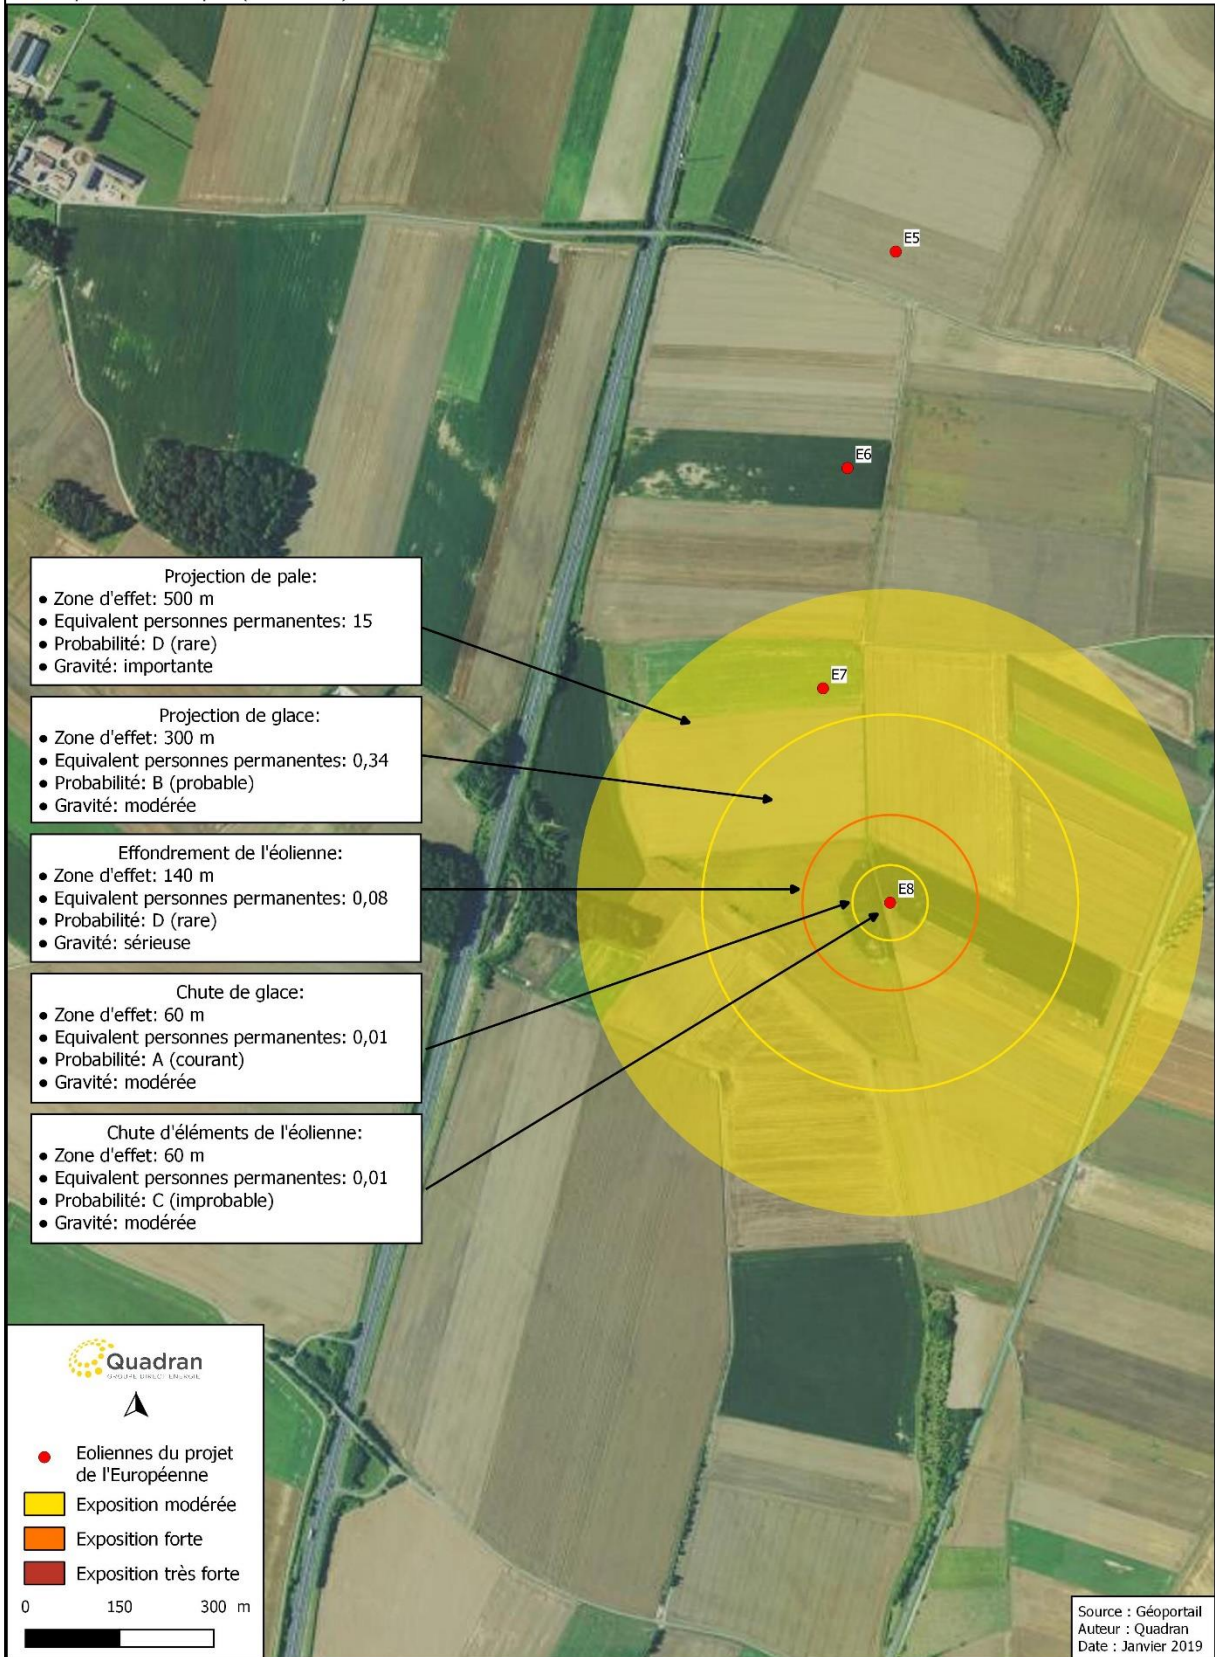 E5
E6
Projection de pale:
• Zone d'effet: 500 m
• Equivalent personnes permanentes: 15
• Probabilité: D (rare)
• Gravité: importante
E7
Projection de glace:
• Zone d'effet: 300 m
• Equivalent personnes permanentes: 0,34
• Probabilité: B (probable)
• Gravité: modérée
Effondrement de l'éolienne:
• Zone d'effet: 140 m
• Equivalent personnes permanentes: 0,08
• Probabilité: D (rare)
• Gravité: sérieuse
E8
Chute de glace:
• Zone d'effet: 60 m
• Equivalent personnes permanentes: 0,01
• Probabilité: A (courant)
• Gravité: modérée
Chute d'éléments de l'éolienne:
• Zone d'effet: 60 m
• Equivalent personnes permanentes: 0,01
• Probabilité: C (improbable)
• Gravité: modérée
Quadran
GROUPE DIRECT ENERGIE
Eoliennes du projet
de l'Européenne
Exposition modérée
Exposition forte
Exposition très forte
0 150 300 m
Source : Géoportail
Auteur : Quadran
Date : Janvier 2019